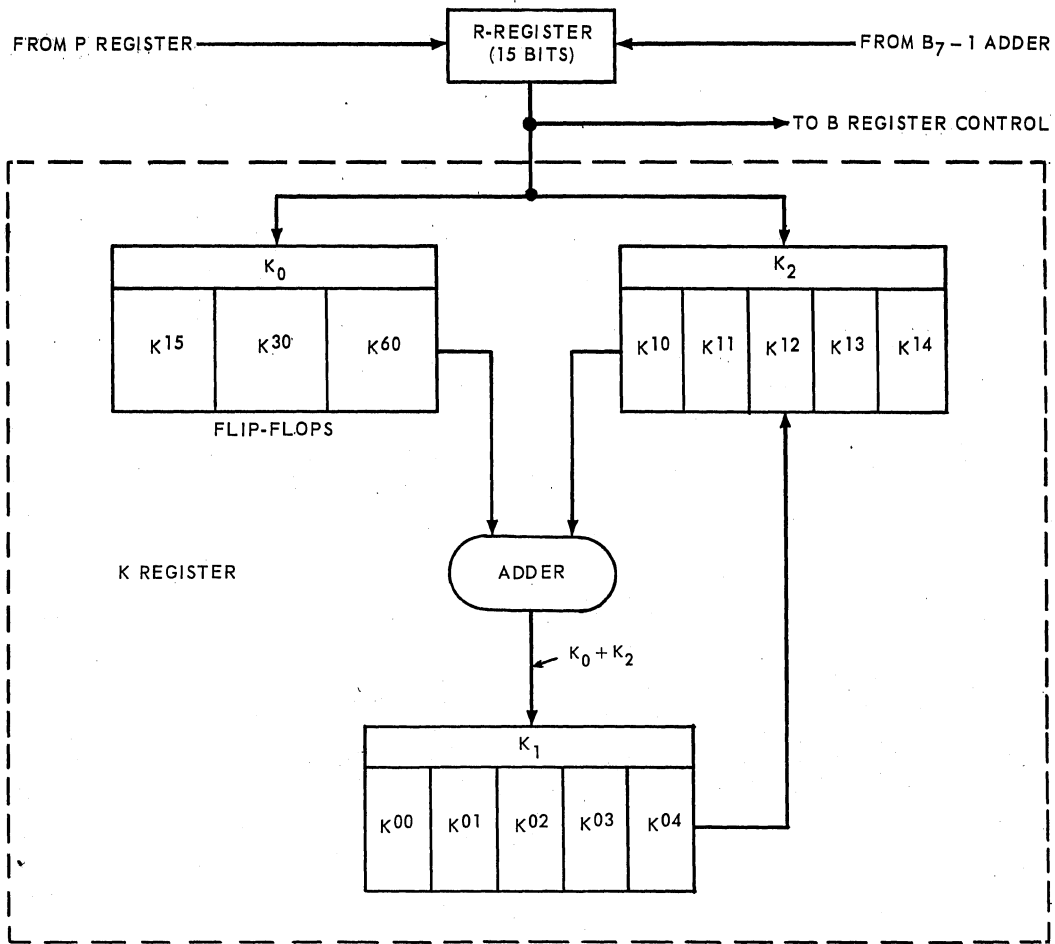 R-REGISTER
(15 BITS)
FROM P REGISTER
FROM B₇ – 1 ADDER
TO B REGISTER CONTROL
K₀
K¹⁵ K³⁰ K⁶⁰
FLIP-FLOPS
K₂
K¹⁰ K¹¹ K¹² K¹³ K¹⁴
K REGISTER
ADDER
K₀ + K₂
K₁
K⁰⁰ K⁰¹ K⁰² K⁰³ K⁰⁴